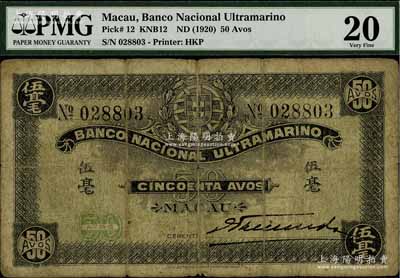 PMG
PAPER MONEY GUARANTY
Macau, Banco Nacional Ultramarino
Pick# 12 KNB12 ND (1920) 50 Avos
S/N 028803 - Printer: HKP
20
Very Fine
伍毫
50
AVOS
Nº 028803
Nº 028803
BANCO NACIONAL ULTRAMARINO
伍毫
伍毫
CINCOENTA AVOS
MACAU
上海阳明拍卖
50
AVOS
伍毫
上海阳明拍卖